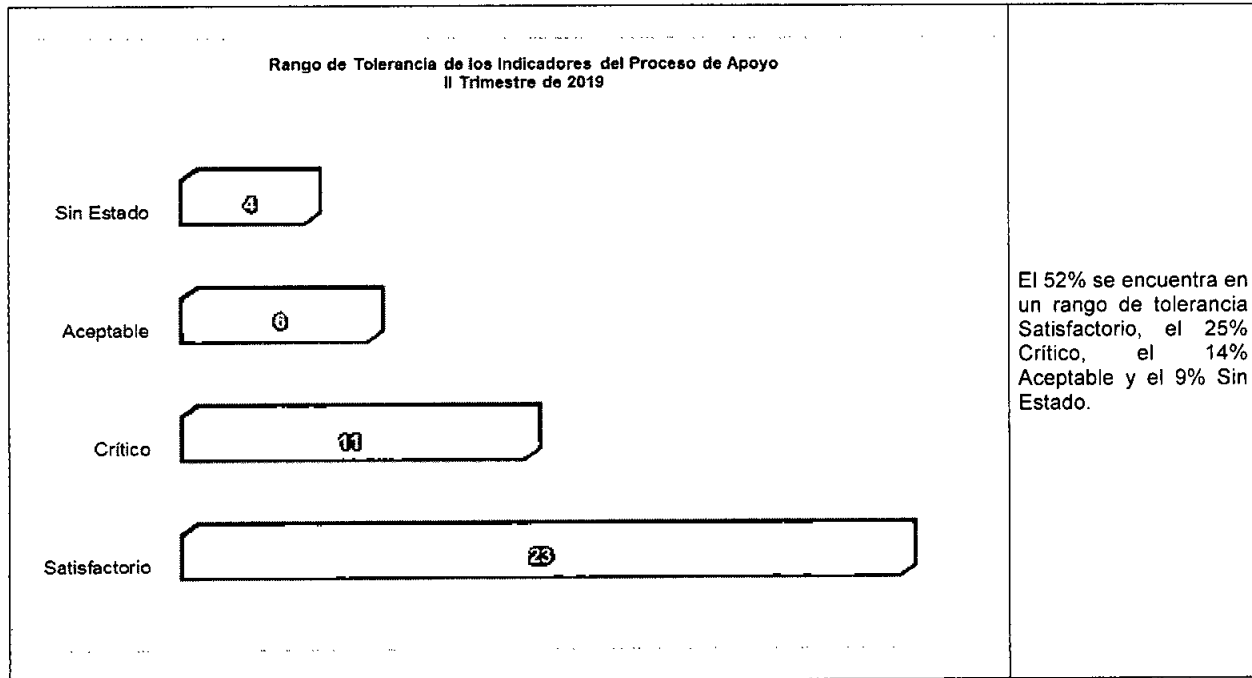 Rango de Tolerancia de los Indicadores del Proceso de Apoyo
II Trimestre de 2019
Sin Estado
4
Aceptable
6
Crítico
11
Satisfactorio
23
El 52% se encuentra en
un rango de tolerancia
Satisfactorio, el 25%
Crítico, el 14%
Aceptable y el 9% Sin
Estado.